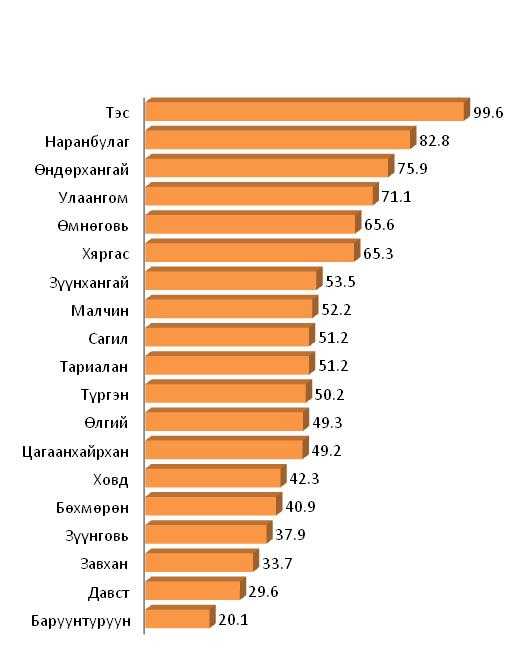 Тэс 99.6
Наранбулаг 82.8
Өндөрхангай 75.9
Улаангом 71.1
Өмнөговь 65.6
Хяргас 65.3
Зүүнхангай 53.5
Малчин 52.2
Сагил 51.2
Тариалан 51.2
Түргэн 50.2
Өлгий 49.3
Цагаанхайрхан 49.2
Ховд 42.3
Бөхмөрөн 40.9
Зүүнговь 37.9
Завхан 33.7
Давст 29.6
Баруунтуруун 20.1